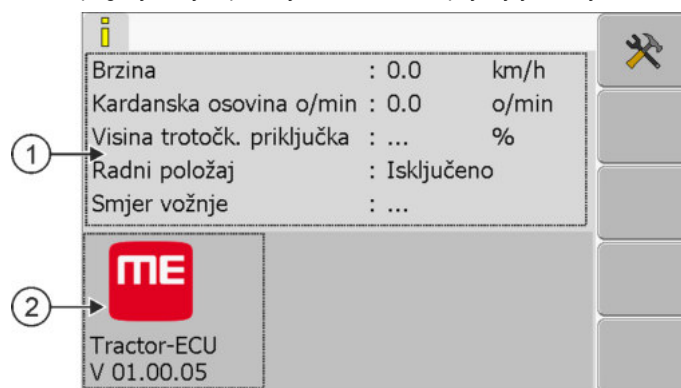 Brzina : 0.0 km/h
Kardanska osovina o/min : 0.0 o/min
Visina trotočk. priključka : ... %
1
Radni položaj : Isključeno
Smjer vožnje : ...
ME
2
Tractor-ECU
V 01.00.05